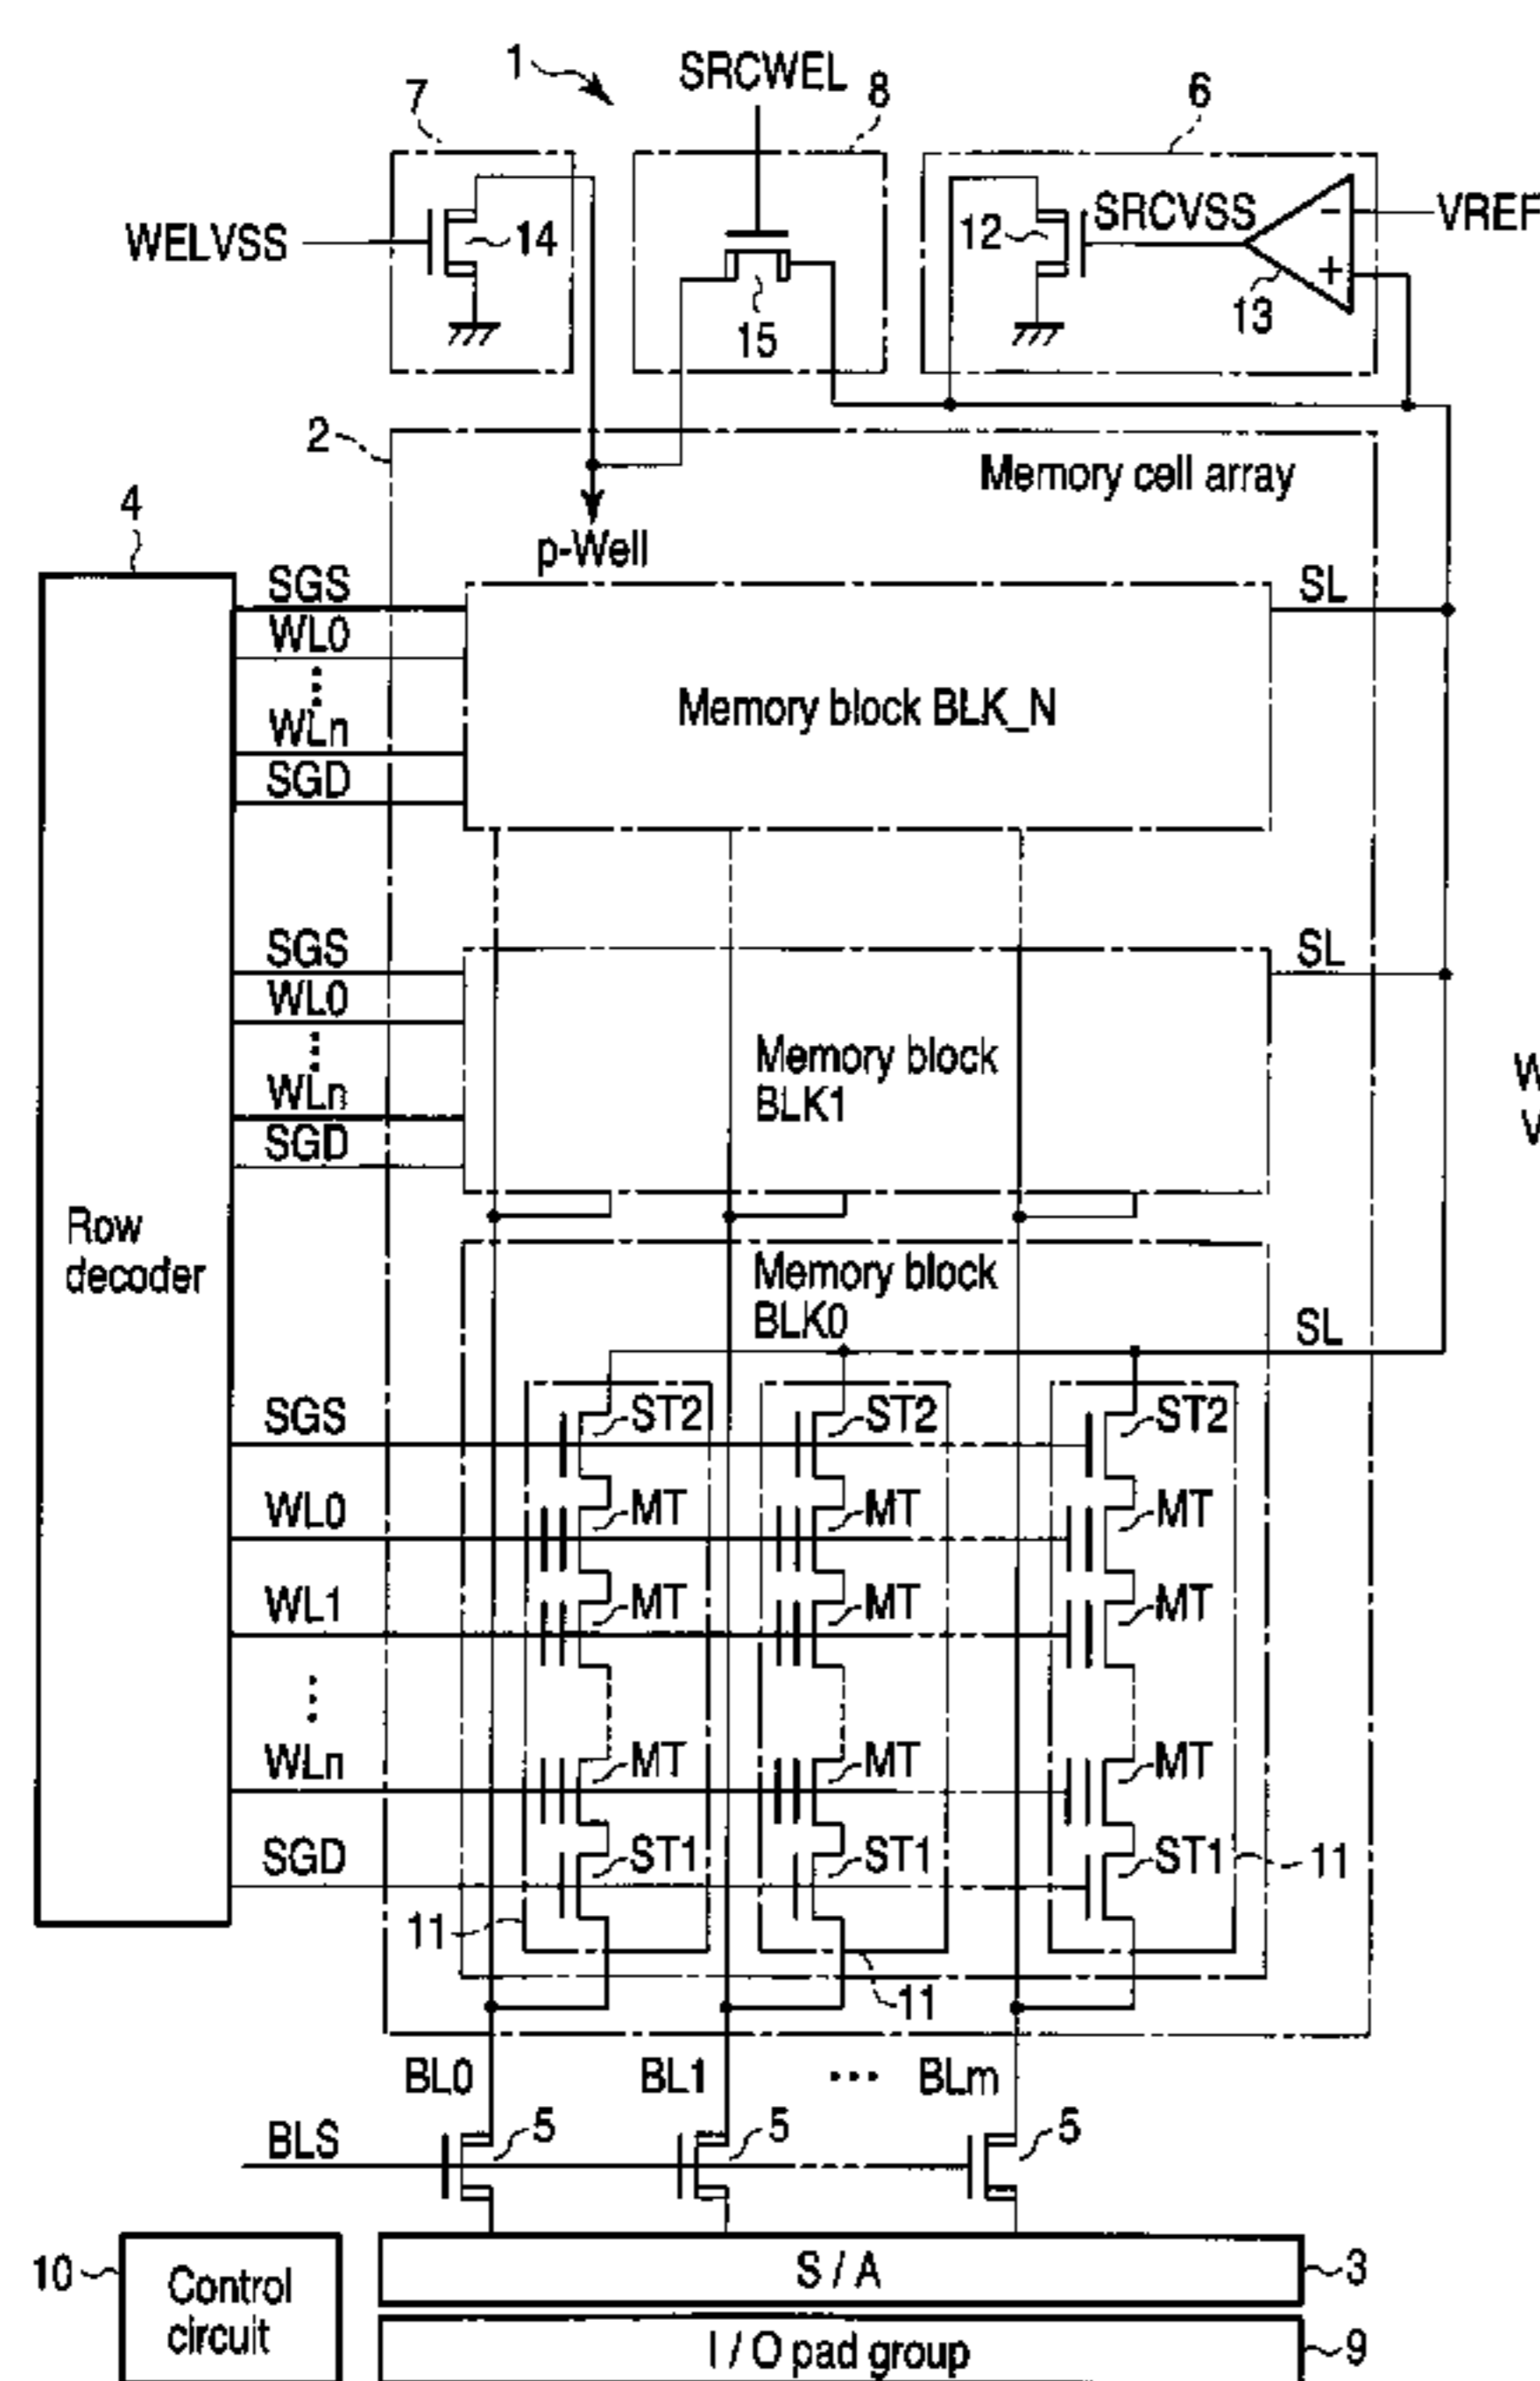 1
SRCWEL
7
8
6
WELVSS
14
12
SRCVSS
VREF
-
+
15
13
2
Memory cell array
4
p-Well
SGS
SL
WL0
WLn
Memory block BLK_N
SGD
SGS
SL
WL0
WLn
Memory block
BLK1
SGD
Row
decoder
Memory block
BLK0
SL
SGS
ST2
ST2
ST2
WL0
MT
MT
MT
WL1
MT
MT
MT
WLn
MT
MT
MT
SGD
ST1
ST1
ST1
11
11
11
BL0
BL1
...
BLm
BLS
5
5
5
10
Control
circuit
S / A
3
I / O pad group
9